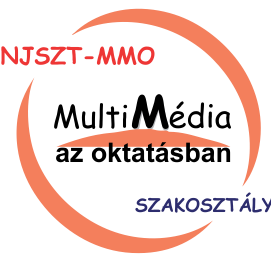 NJSZT-MMO
MultiMédia
az oktatásban
SZAKOSZTÁLY